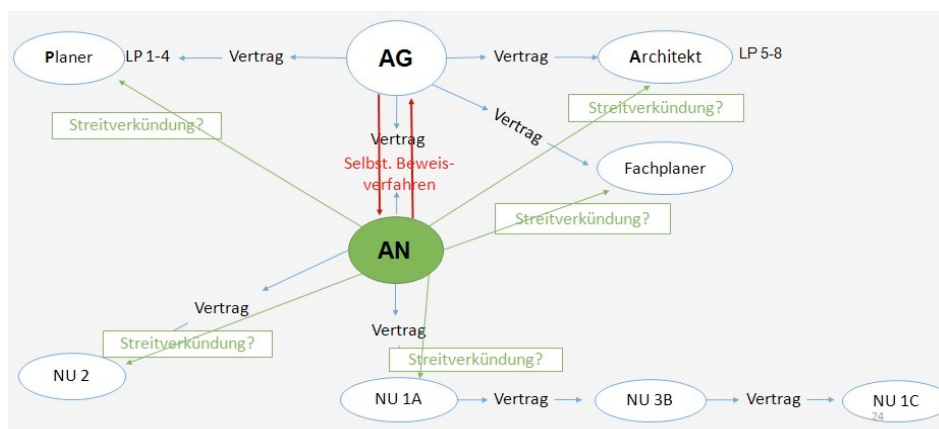 Planer
LP 1-4
Vertrag
AG
Vertrag
Architekt
LP 5-8
Streitverkündung?
Streitverkündung?
Vertrag
Vertrag
Selbst. Beweis-
verfahren
Fachplaner
Streitverkündung?
AN
Vertrag
Vertrag
Streitverkündung?
Streitverkündung?
NU 2
NU 1A
Vertrag
NU 3B
Vertrag
NU 1C
24